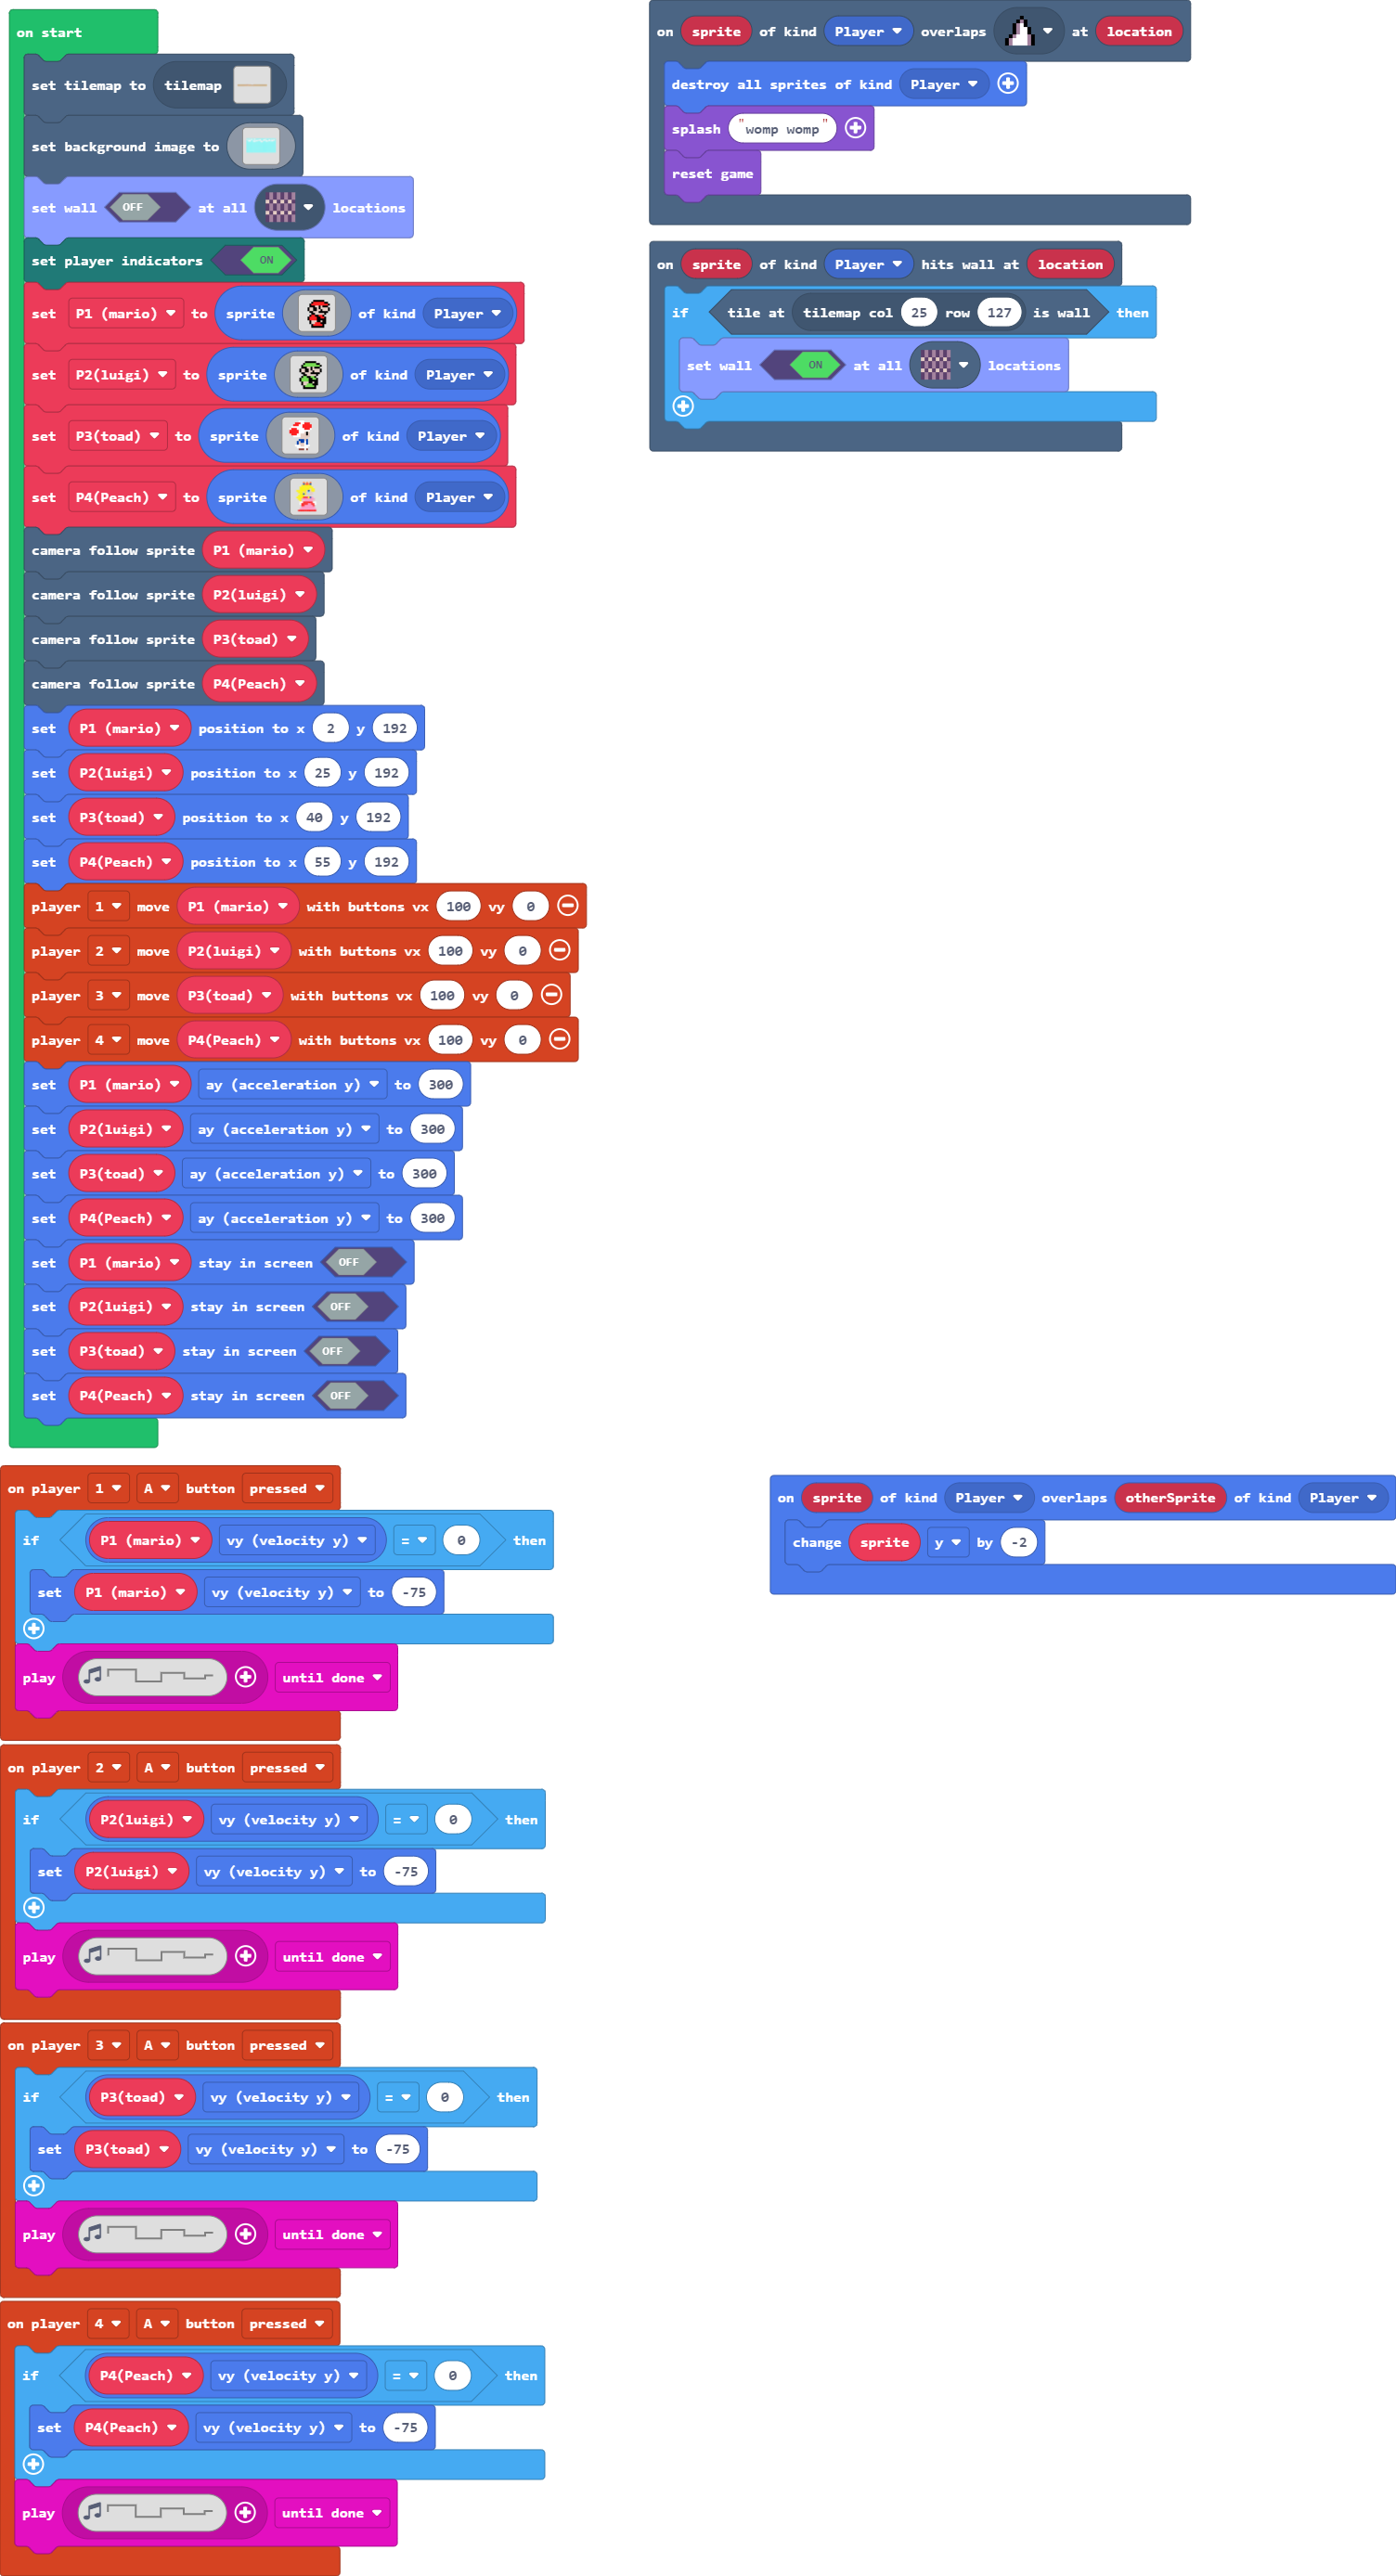 on start
set tilemap to tilemap
set background image to
set wall OFF at all locations
set player indicators ON
set P1 (mario) to sprite of kind Player
set P2(luigi) to sprite of kind Player
set P3(toad) to sprite of kind Player
set P4(Peach) to sprite of kind Player
camera follow sprite P1 (mario)
camera follow sprite P2(luigi)
camera follow sprite P3(toad)
camera follow sprite P4(Peach)
set P1 (mario) position to x 2 y 192
set P2(luigi) position to x 25 y 192
set P3(toad) position to x 40 y 192
set P4(Peach) position to x 55 y 192
player 1 move P1 (mario) with buttons vx 100 vy 0
player 2 move P2(luigi) with buttons vx 100 vy 0
player 3 move P3(toad) with buttons vx 100 vy 0
player 4 move P4(Peach) with buttons vx 100 vy 0
set P1 (mario) ay (acceleration y) to 300
set P2(luigi) ay (acceleration y) to 300
set P3(toad) ay (acceleration y) to 300
set P4(Peach) ay (acceleration y) to 300
set P1 (mario) stay in screen OFF
set P2(luigi) stay in screen OFF
set P3(toad) stay in screen OFF
set P4(Peach) stay in screen OFF
on sprite of kind Player overlaps at location
destroy all sprites of kind Player
splash "womp womp"
reset game
on sprite of kind Player hits wall at location
if tile at tilemap col 25 row 127 is wall then
set wall ON at all locations
on player 1 A button pressed
if P1 (mario) vy (velocity y) = 0 then
set P1 (mario) vy (velocity y) to -75
play until done
on player 2 A button pressed
if P2(luigi) vy (velocity y) = 0 then
set P2(luigi) vy (velocity y) to -75
play until done
on player 3 A button pressed
if P3(toad) vy (velocity y) = 0 then
set P3(toad) vy (velocity y) to -75
play until done
on player 4 A button pressed
if P4(Peach) vy (velocity y) = 0 then
set P4(Peach) vy (velocity y) to -75
play until done
on sprite of kind Player overlaps otherSprite of kind Player
change sprite y by -2